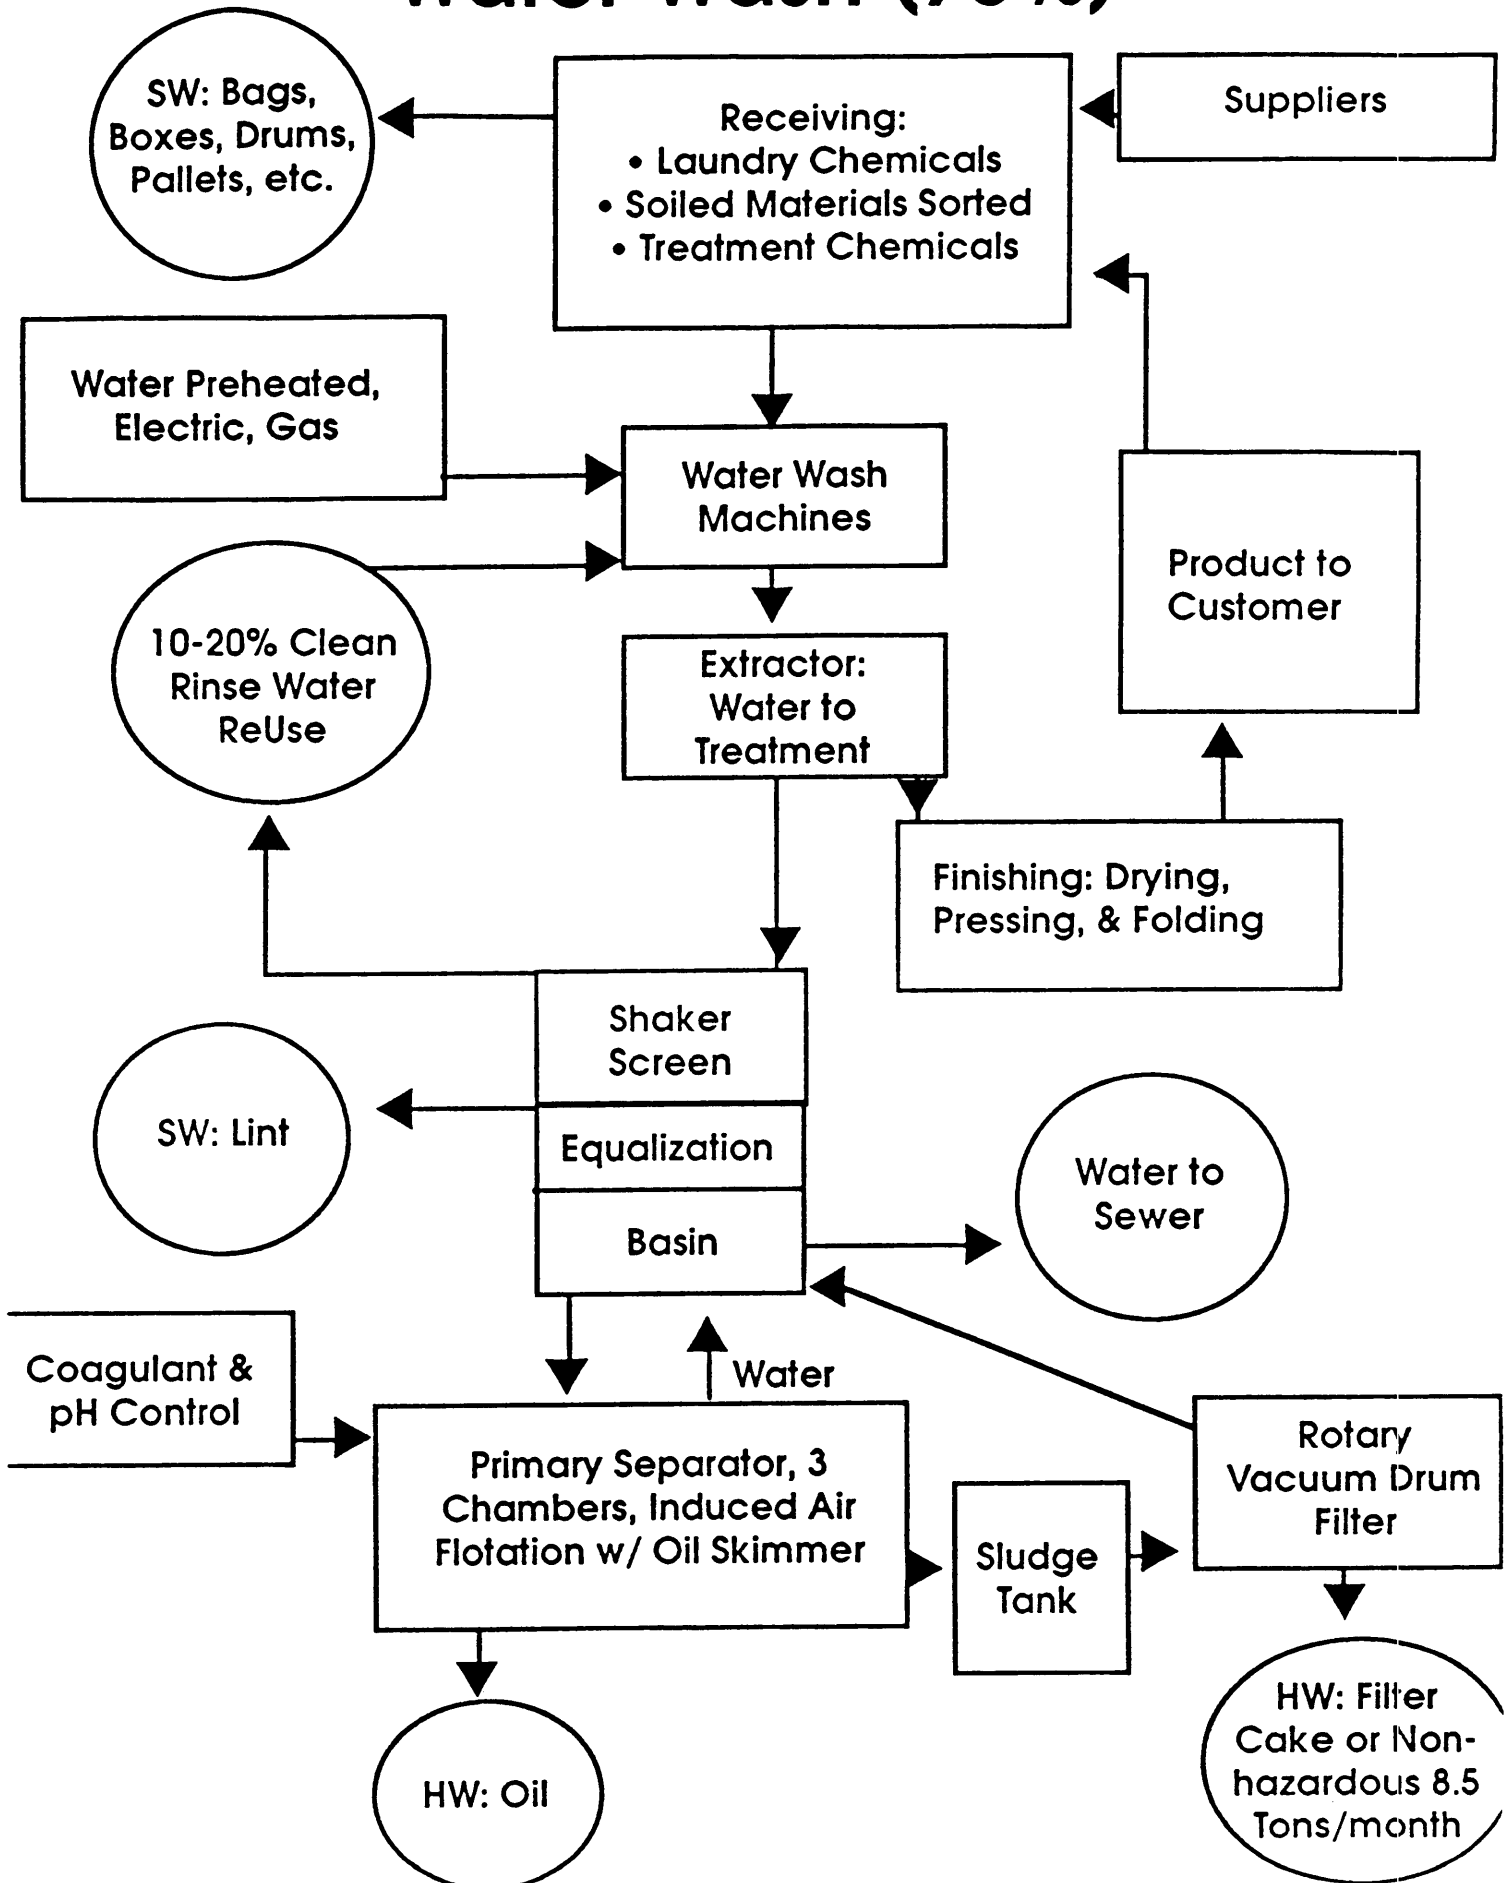 Water Wash
SW: Bags,
Boxes, Drums,
Pallets, etc.
Receiving:
• Laundry Chemicals
• Soiled Materials Sorted
• Treatment Chemicals
Suppliers
Water Preheated,
Electric, Gas
Water Wash
Machines
Product to
Customer
10-20% Clean
Rinse Water
ReUse
Extractor:
Water to
Treatment
Finishing: Drying,
Pressing, & Folding
Shaker
Screen
SW: Lint
Equalization
Water to
Sewer
Basin
Coagulant &
pH Control
Water
Primary Separator, 3
Chambers, Induced Air
Flotation w/ Oil Skimmer
Rotary
Vacuum Drum
Filter
Sludge
Tank
HW: Oil
HW: Filter
Cake or Non-
hazardous 8.5
Tons/month